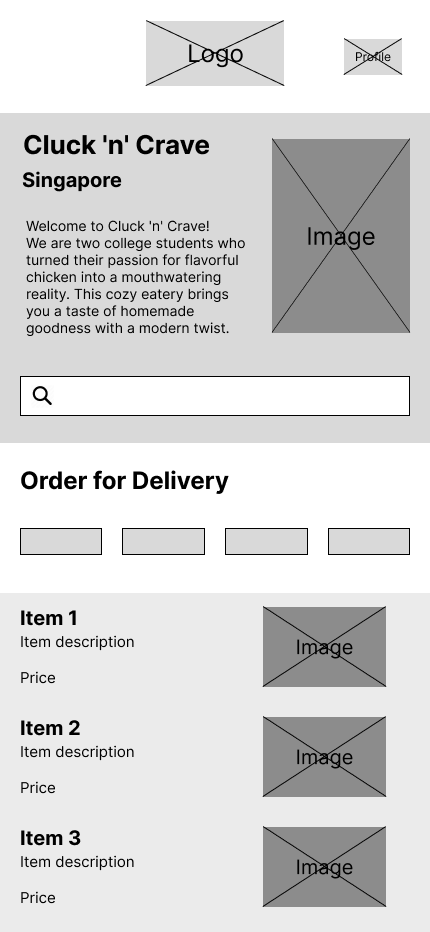 Logo
Profile
Cluck 'n' Crave
Singapore
Welcome to Cluck 'n' Crave!
We are two college students who
turned their passion for flavorful
chicken into a mouthwatering
reality. This cozy eatery brings
you a taste of homemade
goodness with a modern twist.
Image
Order for Delivery
Item 1
Item description
Price
Image
Item 2
Item description
Price
Image
Item 3
Item description
Price
Image